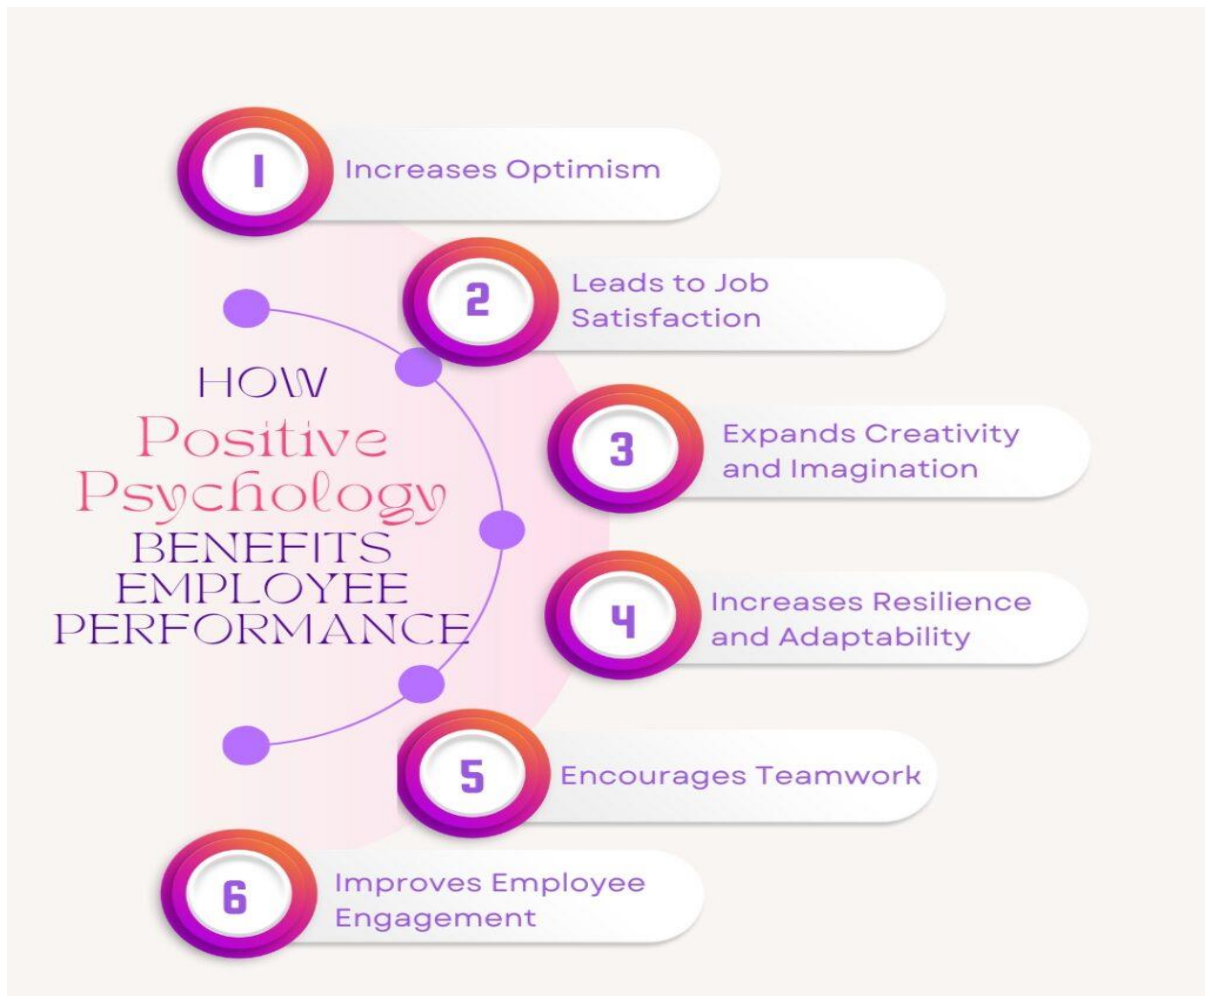 HOW
Positive
Psychology
BENEFITS
EMPLOYEE
PERFORMANCE
1
Increases Optimism
2
Leads to Job
Satisfaction
3
Expands Creativity
and Imagination
4
Increases Resilience
and Adaptability
5
Encourages Teamwork
6
Improves Employee
Engagement